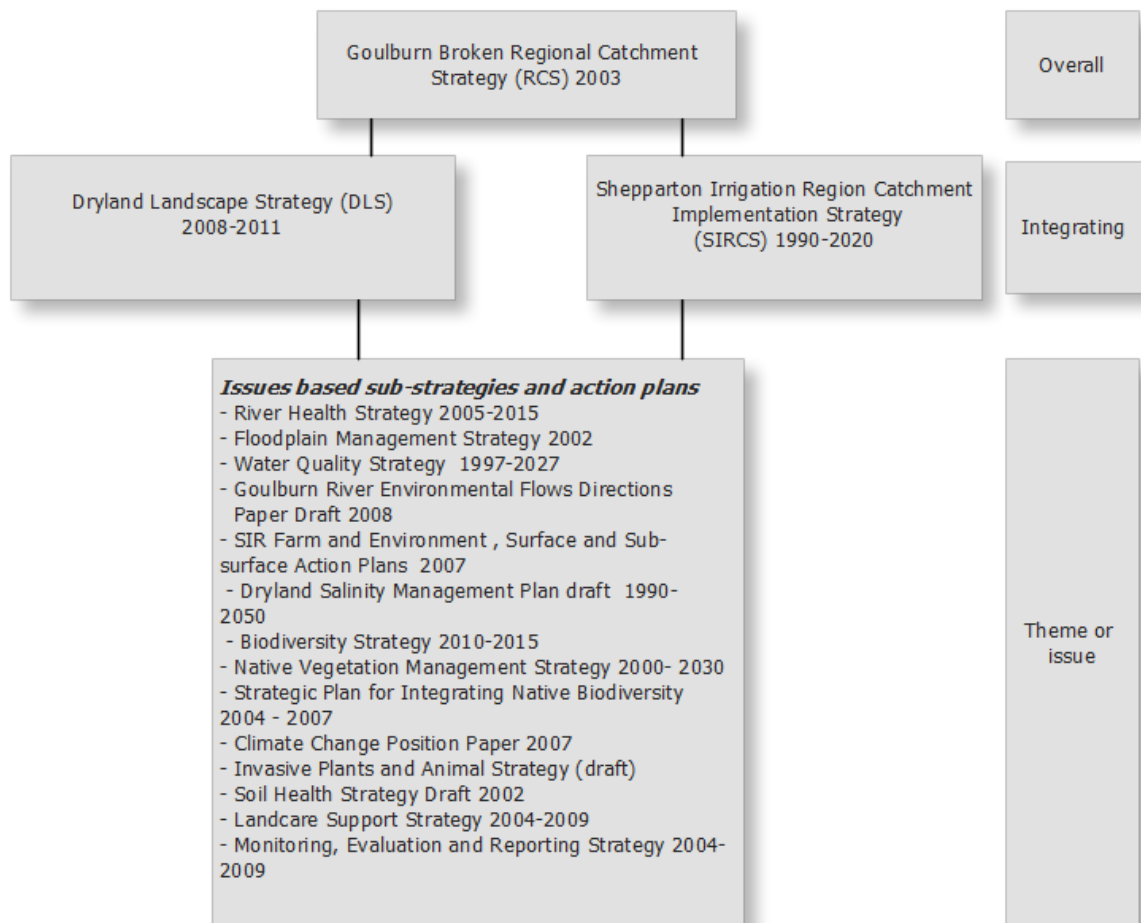 Goulburn Broken Regional Catchment
Strategy (RCS) 2003
Overall
Dryland Landscape Strategy (DLS)
2008-2011
Shepparton Irrigation Region Catchment
Implementation Strategy
(SIRCS) 1990-2020
Integrating
Issues based sub-strategies and action plans
- River Health Strategy 2005-2015
- Floodplain Management Strategy 2002
- Water Quality Strategy  1997-2027
- Goulburn River Environmental Flows Directions
Paper Draft 2008
- SIR Farm and Environment , Surface and Sub-
surface Action Plans  2007
- Dryland Salinity Management Plan draft  1990-
2050
- Biodiversity Strategy 2010-2015
- Native Vegetation Management Strategy 2000- 2030
- Strategic Plan for Integrating Native Biodiversity
2004 - 2007
- Climate Change Position Paper 2007
- Invasive Plants and Animal Strategy (draft)
- Soil Health Strategy Draft 2002
- Landcare Support Strategy 2004-2009
- Monitoring, Evaluation and Reporting Strategy 2004-
2009
Theme or
issue